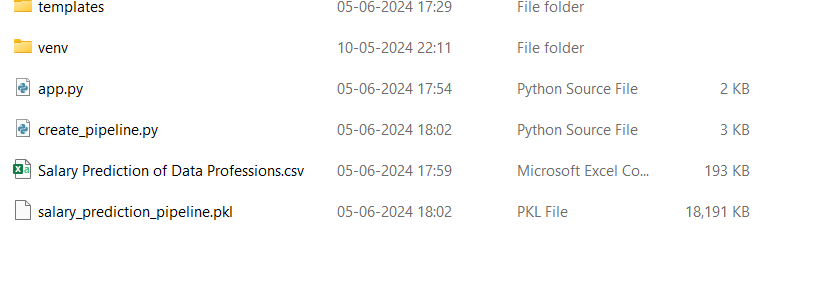 templates 05-06-2024 17:29 File folder
venv 10-05-2024 22:11 File folder
app.py 05-06-2024 17:54 Python Source File 2 KB
create_pipeline.py 05-06-2024 18:02 Python Source File 3 KB
Salary Prediction of Data Professions.csv 05-06-2024 17:59 Microsoft Excel Co... 193 KB
salary_prediction_pipeline.pkl 05-06-2024 18:02 PKL File 18,191 KB